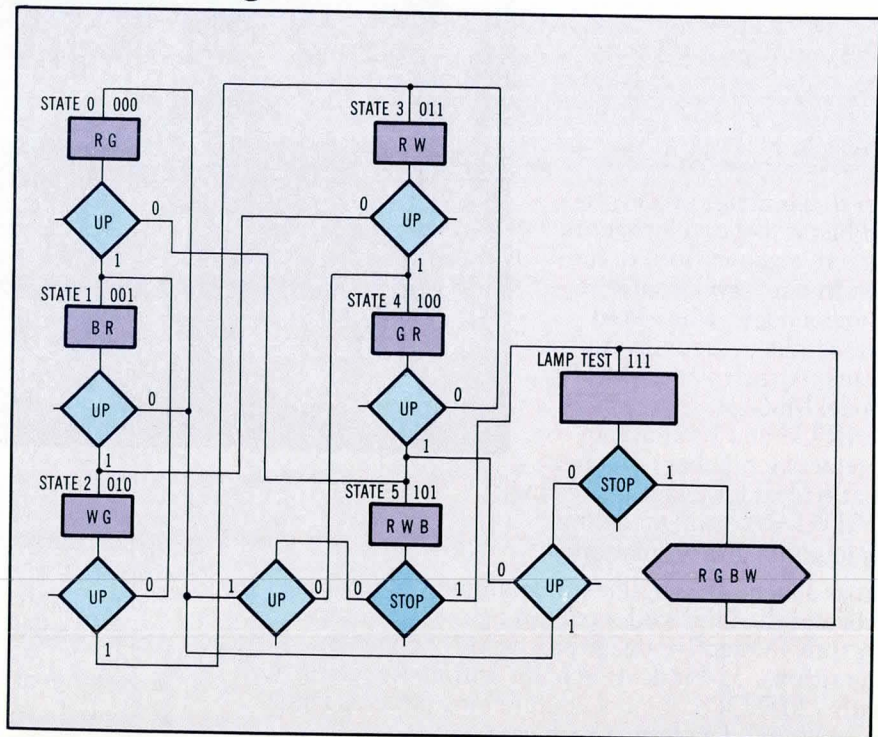 STATE 0 000
R G
UP
0
1
STATE 1 001
B R
UP
0
1
STATE 2 010
W G
UP
0
1
STATE 3 011
R W
0
UP
1
STATE 4 100
G R
UP
0
1
STATE 5 101
R W B
1
UP
0
0
STOP
1
LAMP TEST 111
0
STOP
1
0
UP
1
R G B W